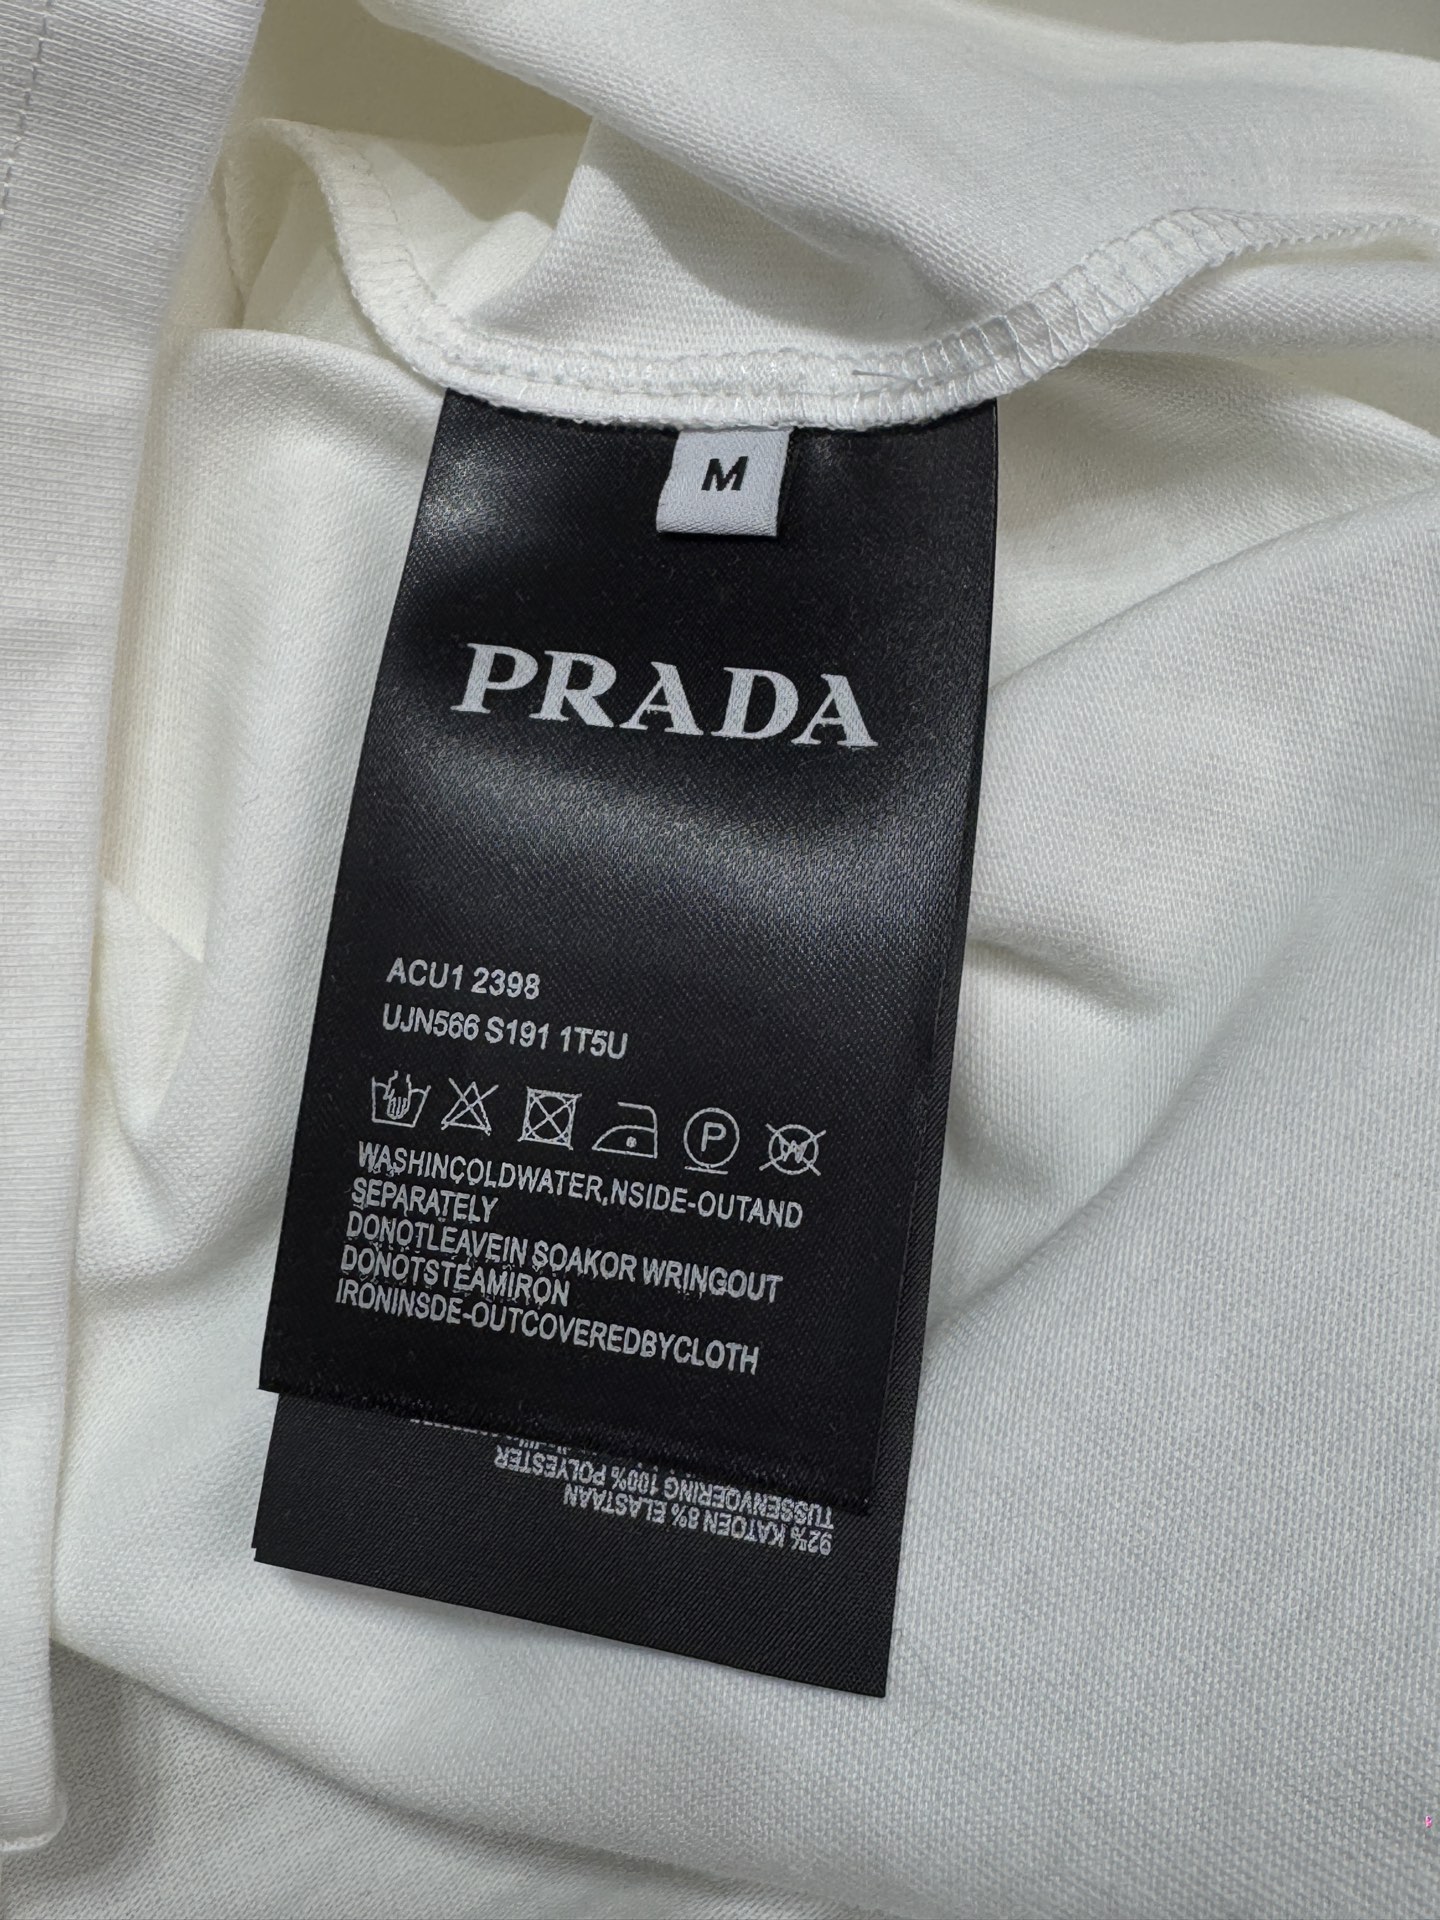 M
PRADA
ACU1 2398
UJN566 S191 1T5U
P
W
WASHINCOLDWATER,NSIDE-OUTAND
SEPARATELY
DONOTLEAVEIN SOAKOR WRINGOUT
DONOTSTEAMIRON
IRONINSDE-OUTCOVEREDBYCLOTH
92% KATOEN 8% ELASTAAN
TUSSENVOERING 100% POLYESTER